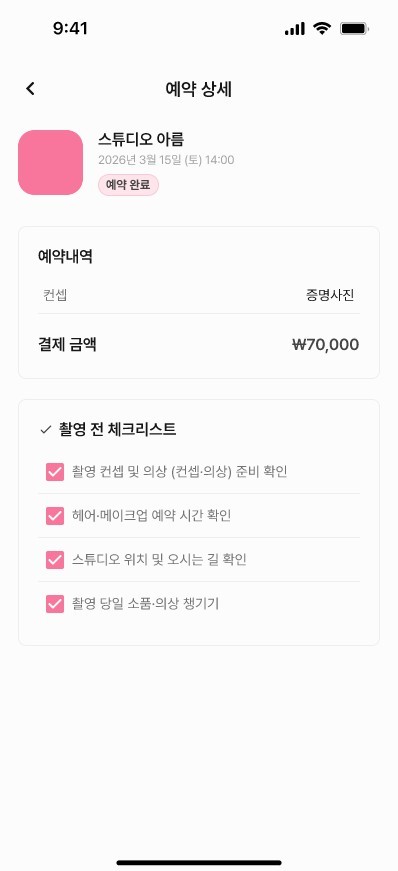 9:41
예약 상세
스튜디오 아름
2026년 3월 15일 (토) 14:00
예약 완료
예약내역
컨셉 증명사진
결제 금액 ₩70,000
촬영 전 체크리스트
촬영 컨셉 및 의상 (컨셉·의상) 준비 확인
헤어·메이크업 예약 시간 확인
스튜디오 위치 및 오시는 길 확인
촬영 당일 소품·의상 챙기기